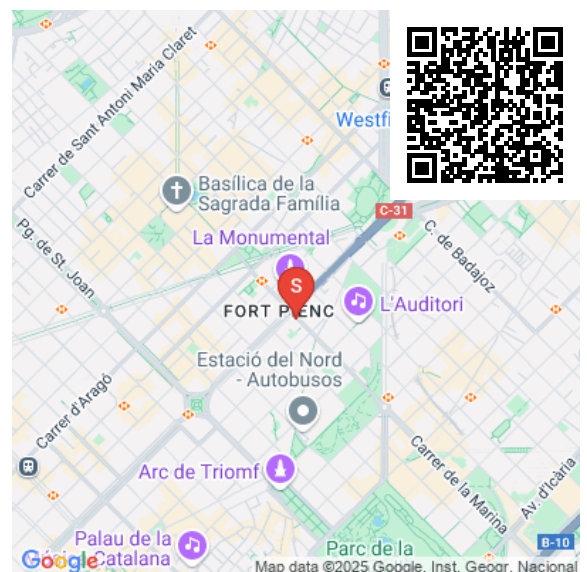 Carrer de Sant Antoni Maria Claret
Westfi
Basílica de la
Sagrada Família
C-31
La Monumental
C. de Badajoz
Pg. de St. Joan
S
FORT PIENC
L'Auditori
Estació del Nord
- Autobusos
Carrer d'Aragó
Arc de Triomf
Carrer de la Marina
Av. d'Icària
Palau de la
Catalana
Parc de la
B-10
Google
Map data ©2025 Google, Inst. Geogr. Nacional